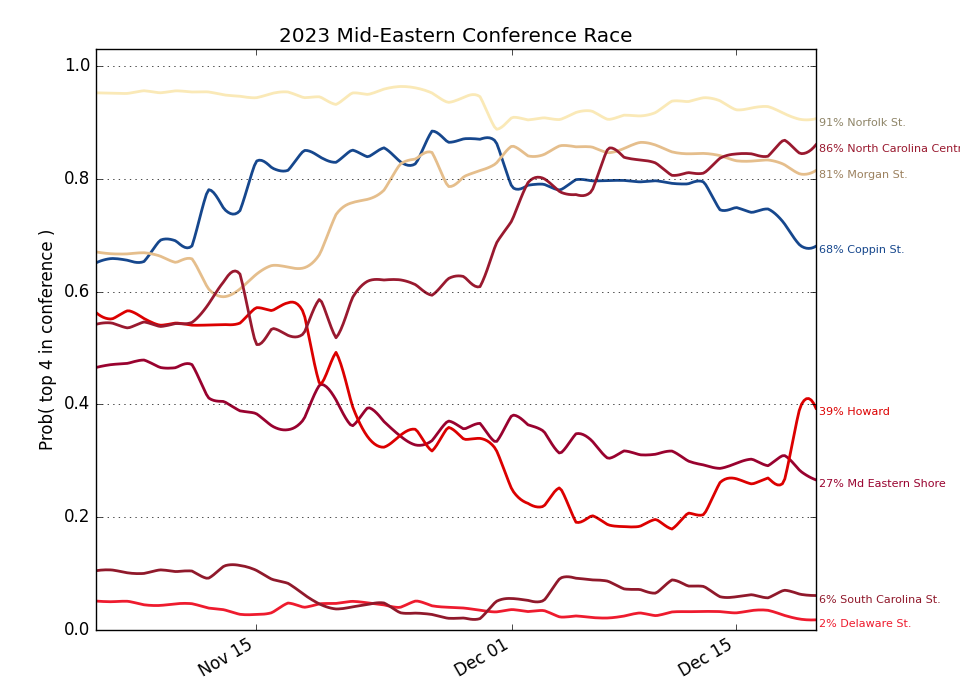 2023 Mid-Eastern Conference Race
Prob( top 4 in conference )
1.0
0.8
0.6
0.4
0.2
0.0
Nov 15
Dec 01
Dec 15
91% Norfolk St.
86% North Carolina Centr
81% Morgan St.
68% Coppin St.
39% Howard
27% Md Eastern Shore
6% South Carolina St.
2% Delaware St.